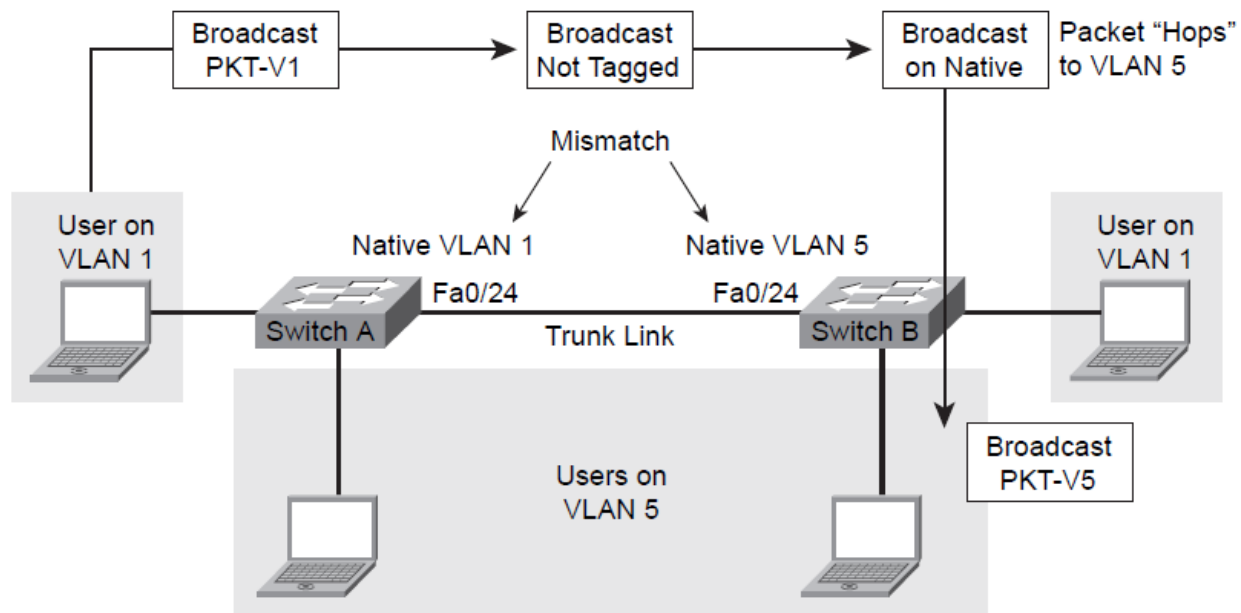 Broadcast
PKT-V1
Broadcast
Not Tagged
Broadcast
on Native
Packet “Hops”
to VLAN 5
Mismatch
User on
VLAN 1
Native VLAN 1
Native VLAN 5
User on
VLAN 1
Fa0/24
Fa0/24
Switch A
Trunk Link
Switch B
Users on
VLAN 5
Broadcast
PKT-V5